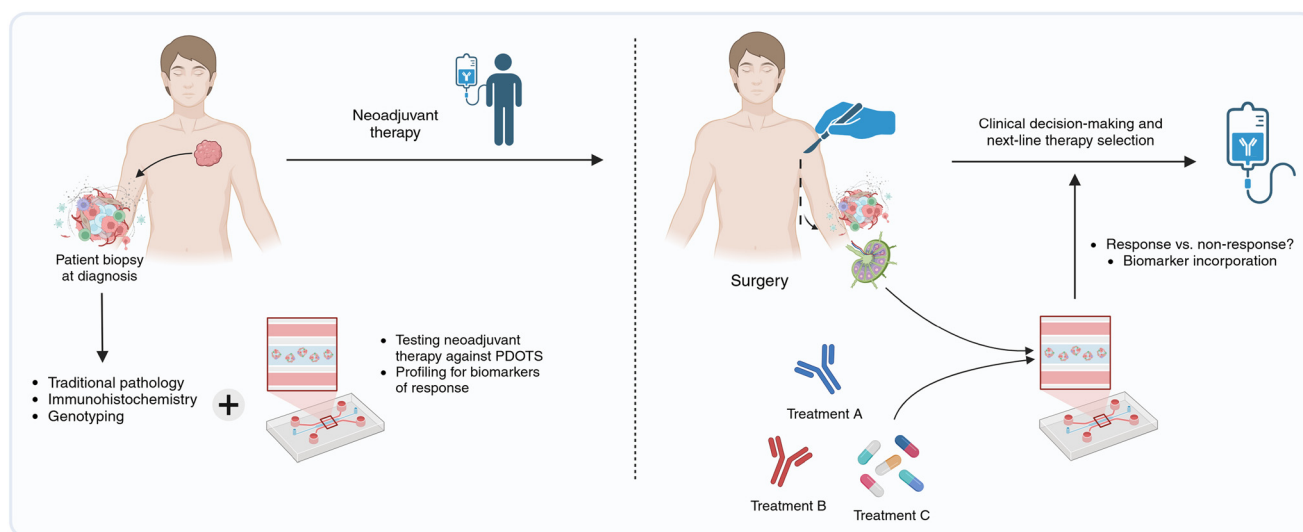 Neoadjuvant
therapy
Patient biopsy
at diagnosis
• Traditional pathology
• Immunohistochemistry
• Genotyping
+
• Testing neoadjuvant
therapy against PDOTS
• Profiling for biomarkers
of response
Surgery
Clinical decision-making and
next-line therapy selection
• Response vs. non-response?
• Biomarker incorporation
Treatment A
Treatment B
Treatment C